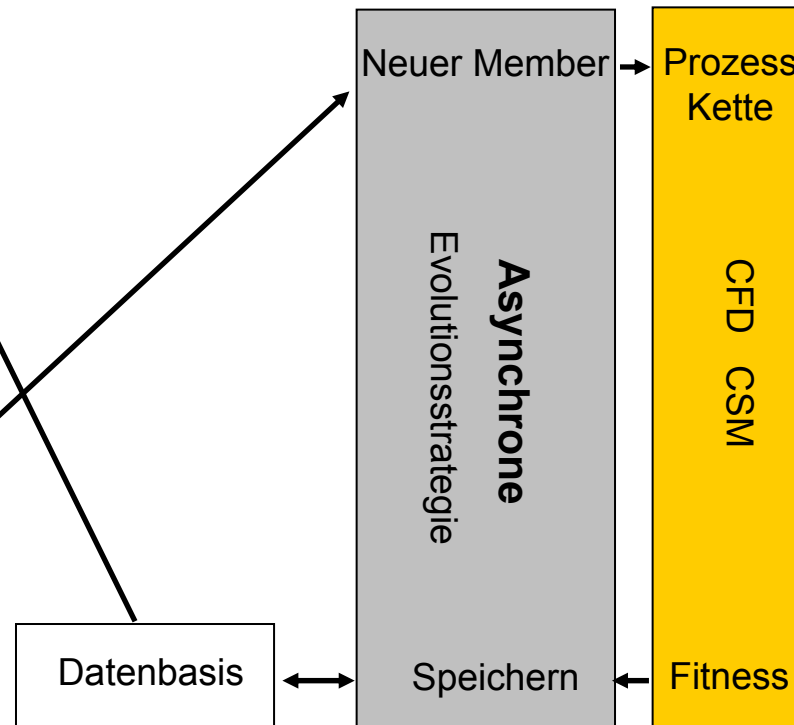 Neuer Member
Prozess
Kette
Asynchrone
Evolutionsstrategie
CFD CSM
Datenbasis
Speichern
Fitness